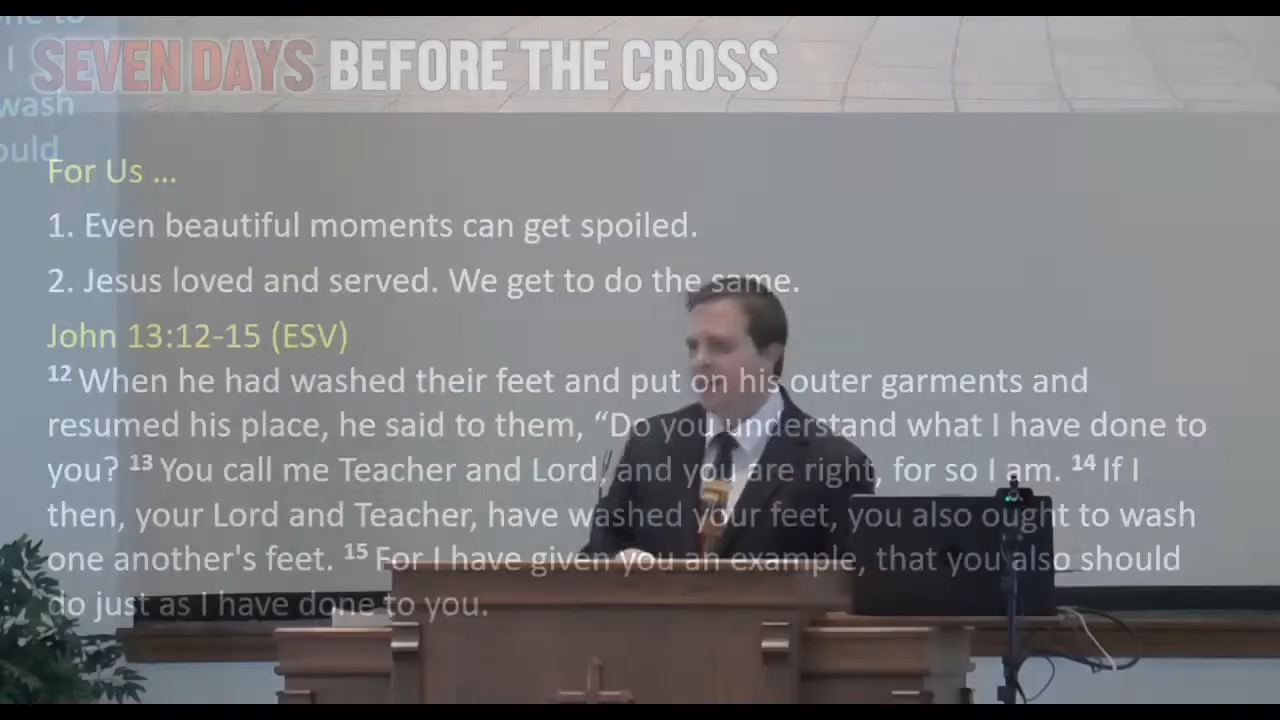 ne to
I
wash
ould
SEVEN DAYS BEFORE THE CROSS
For Us ...
1. Even beautiful moments can get spoiled.
2. Jesus loved and served. We get to do the same.
John 13:12-15 (ESV)
12 When he had washed their feet and put on his outer garments and
resumed his place, he said to them, “Do you understand what I have done to
you? 13 You call me Teacher and Lord, and you are right, for so I am. 14 If I
then, your Lord and Teacher, have washed your feet, you also ought to wash
one another's feet. 15 For I have given you an example, that you also should
do just as I have done to you.